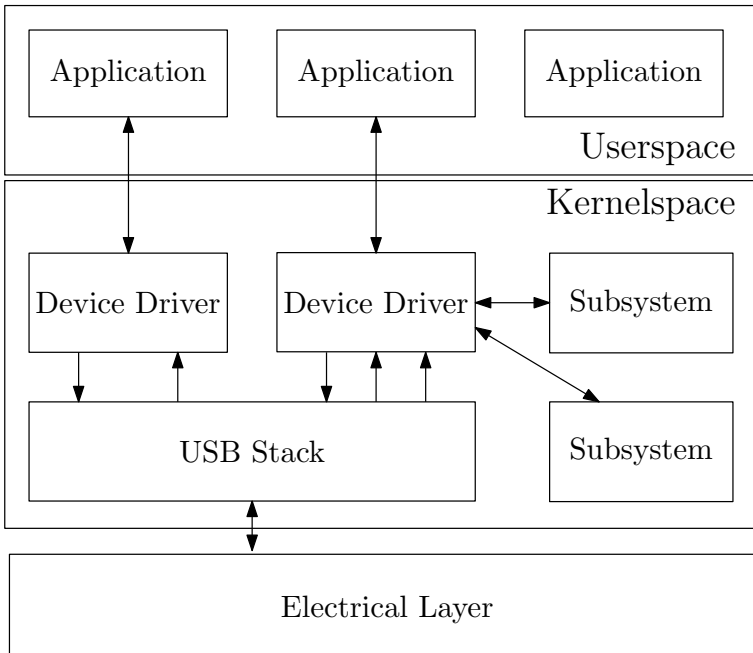 Application
Application
Application
Userspace
Kernelspace
Device Driver
Device Driver
Subsystem
USB Stack
Subsystem
Electrical Layer